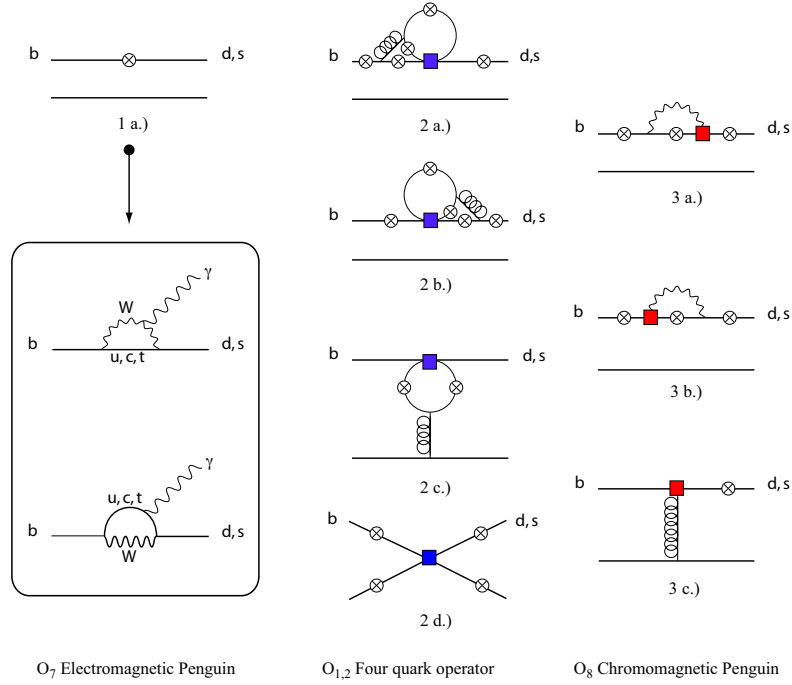 b d, s
1 a.)
γ
W
b d, s
u, c, t
γ
u, c, t
b d, s
W
O7 Electromagnetic Penguin
b d,s
2 a.)
b d,s
2 b.)
b d, s
2 c.)
b d, s
2 d.)
O1,2 Four quark operator
b d, s
3 a.)
b d, s
3 b.)
b d, s
3 c.)
O8 Chromomagnetic Penguin